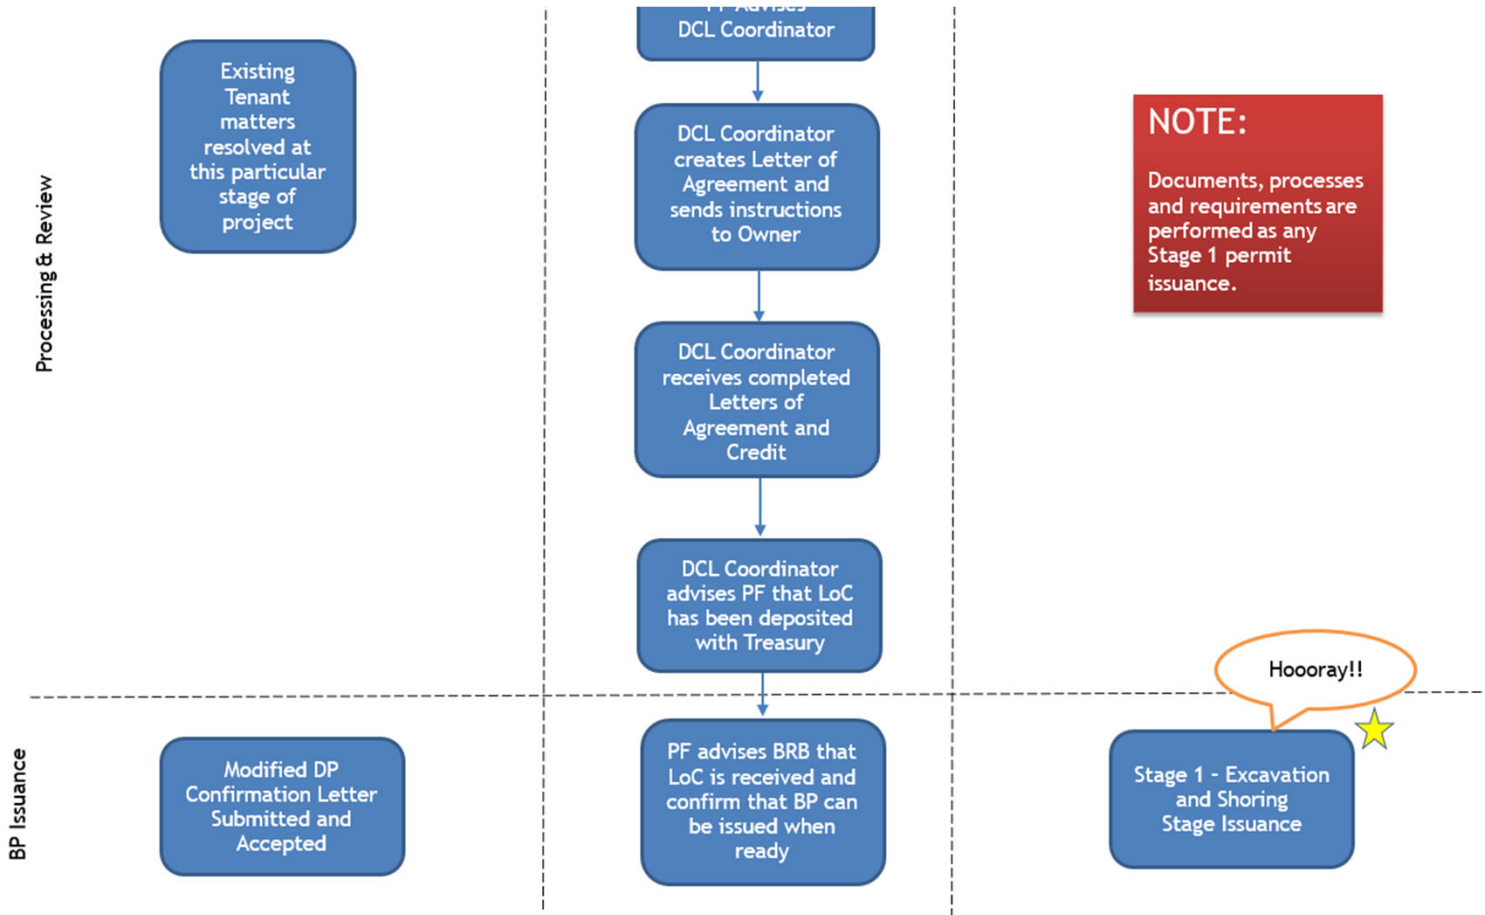 DCL Coordinator
Existing
Tenant
matters
resolved at
this particular
stage of
project
DCL Coordinator
creates Letter of
Agreement and
sends instructions
to Owner
NOTE:
Documents, processes
and requirements are
performed as any
Stage 1 permit
issuance.
Processing & Review
DCL Coordinator
receives completed
Letters of
Agreement and
Credit
DCL Coordinator
advises PF that LoC
has been deposited
with Treasury
Hoooray!!
BP Issuance
Modified DP
Confirmation Letter
Submitted and
Accepted
PF advises BRB that
LoC is received and
confirm that BP can
be issued when
ready
Stage 1 - Excavation
and Shoring
Stage Issuance